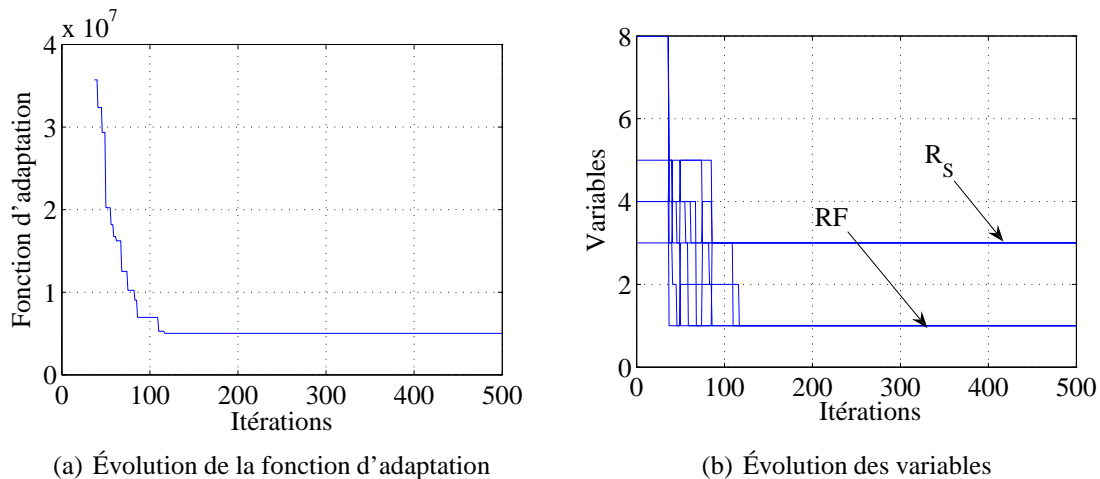 x 10^7
4
3
2
1
0
0 100 200 300 400 500
Fonction d'adaptation
Itérations
(a) Évolution de la fonction d'adaptation
8
6
4
2
0
0 100 200 300 400 500
Variables
R_S
RF
Itérations
(b) Évolution des variables